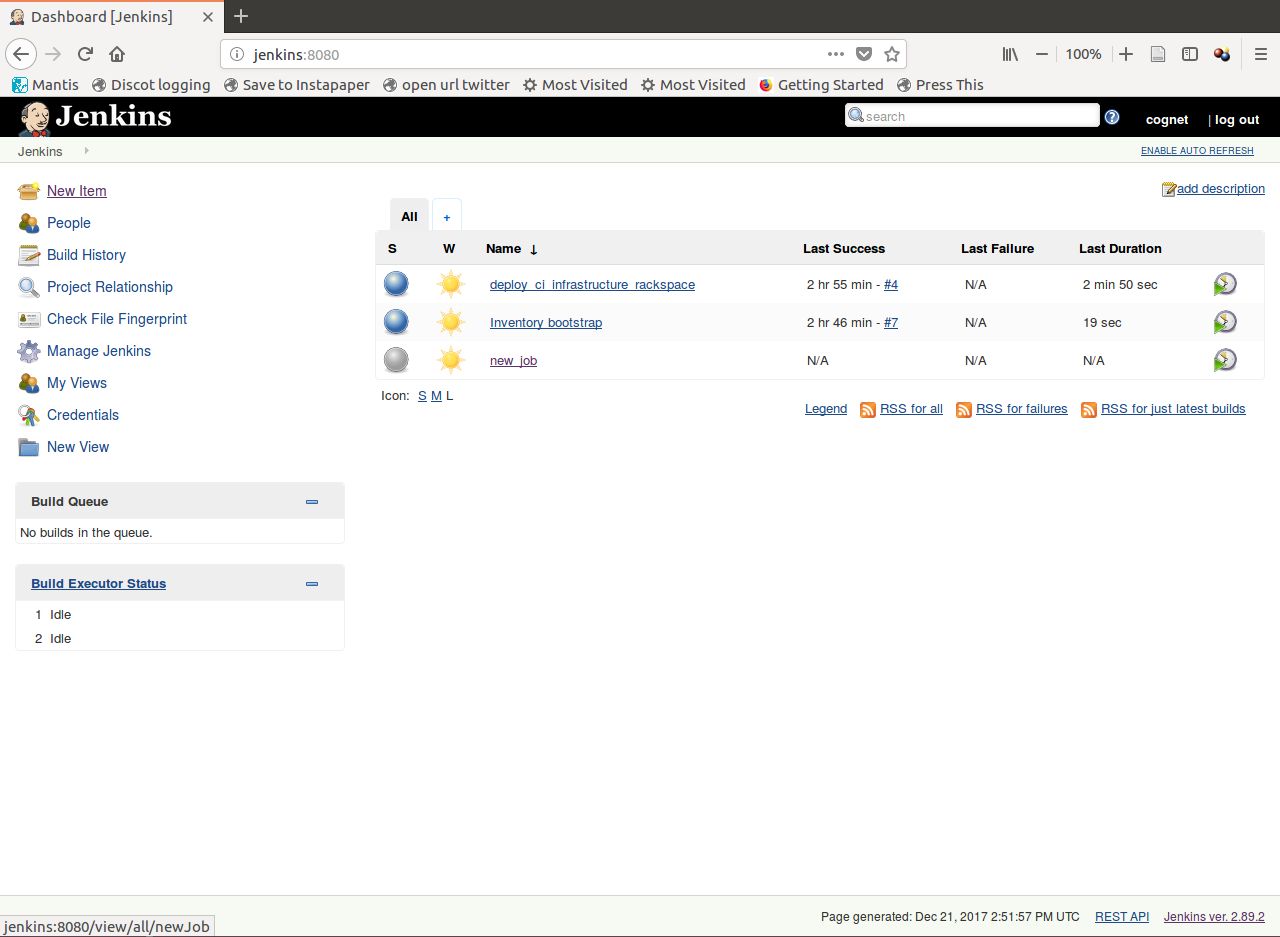 Dashboard [Jenkins]
jenkins:8080
100%
Mantis Discot logging Save to Instapaper open url twitter Most Visited Most Visited Getting Started Press This
Jenkins
search
cognet | log out
Jenkins
ENABLE AUTO REFRESH
New Item
People
Build History
Project Relationship
Check File Fingerprint
Manage Jenkins
My Views
Credentials
New View
Build Queue
No builds in the queue.
Build Executor Status
1 Idle
2 Idle
add description
All +
S W Name ↓ Last Success Last Failure Last Duration
deploy_ci_infrastructure_rackspace 2 hr 55 min - #4 N/A 2 min 50 sec
Inventory bootstrap 2 hr 46 min - #7 N/A 19 sec
new_job N/A N/A N/A
Icon: S M L
Legend RSS for all RSS for failures RSS for just latest builds
Page generated: Dec 21, 2017 2:51:57 PM UTC REST API Jenkins ver. 2.89.2
jenkins:8080/view/all/newJob